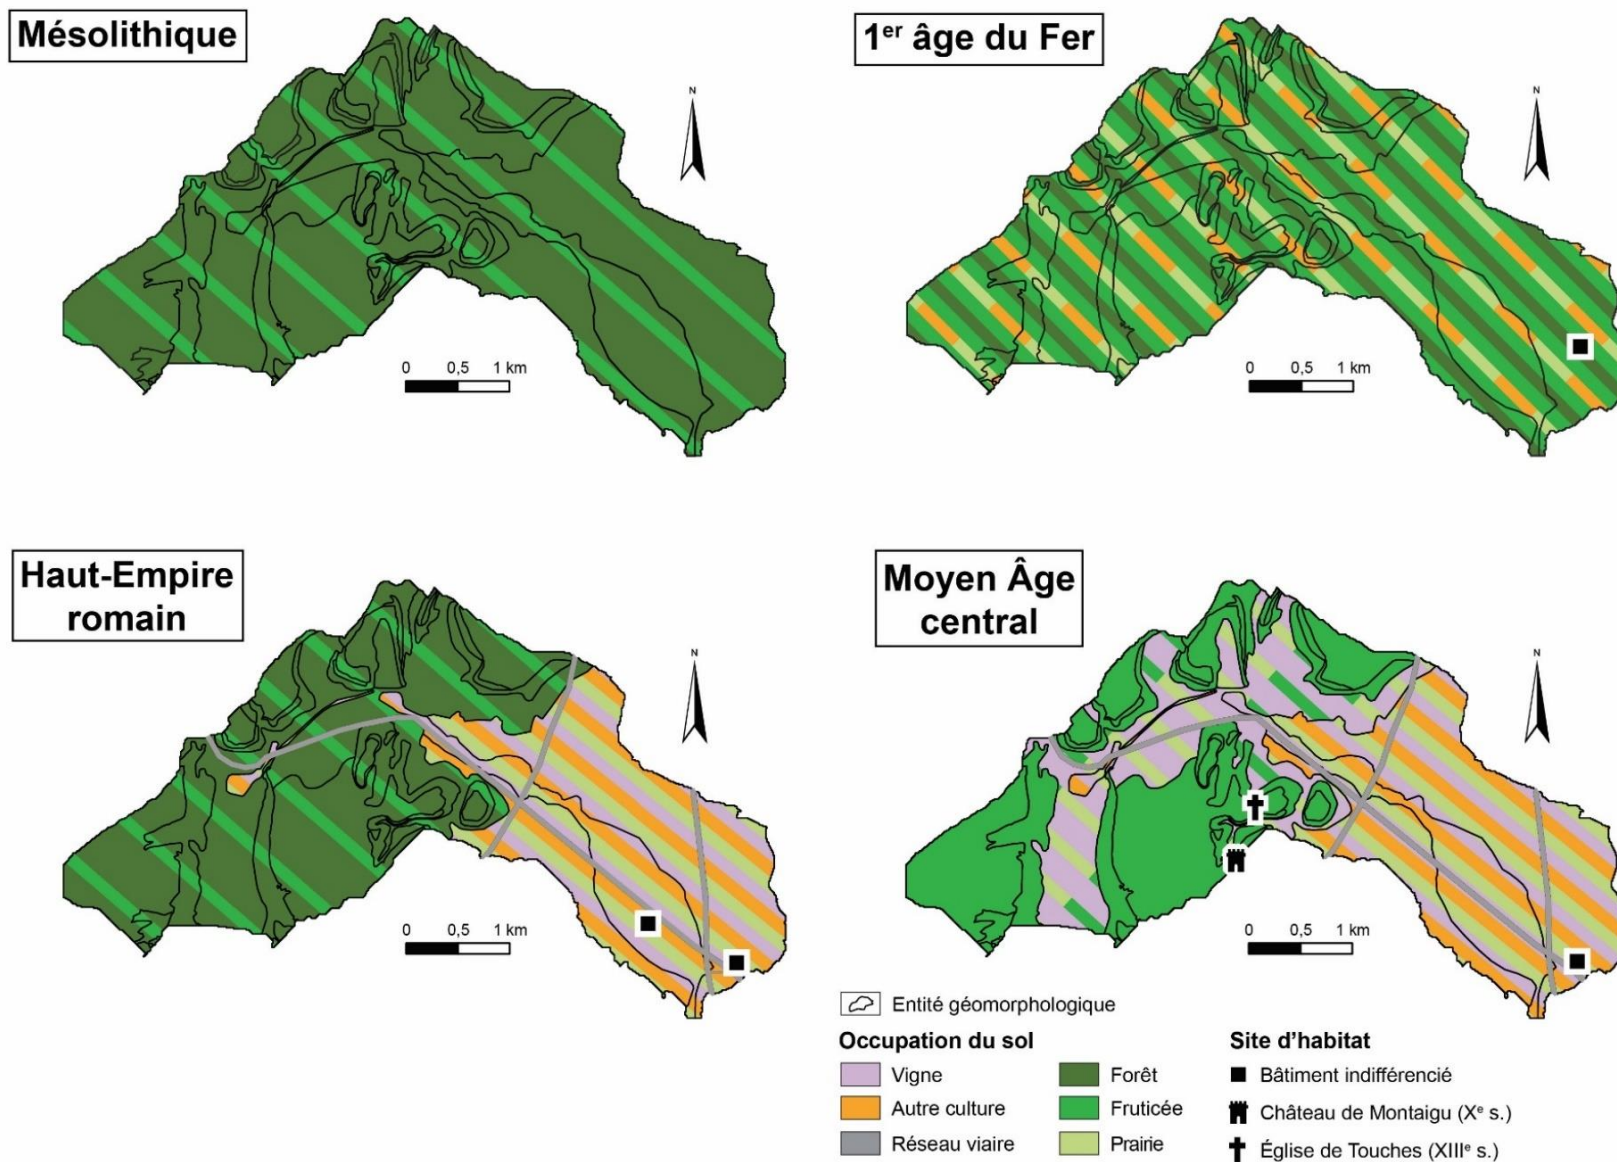 Mésolithique
N
0 0,5 1 km
1er âge du Fer
N
0 0,5 1 km
Haut-Empire
romain
N
0 0,5 1 km
Moyen Âge
central
N
0 0,5 1 km
Entité géomorphologique
Occupation du sol
Vigne
Autre culture
Réseau viaire
Forêt
Fruticée
Prairie
Site d’habitat
Bâtiment indifférencié
Château de Montaigu (Xe s.)
Église de Touches (XIIIe s.)